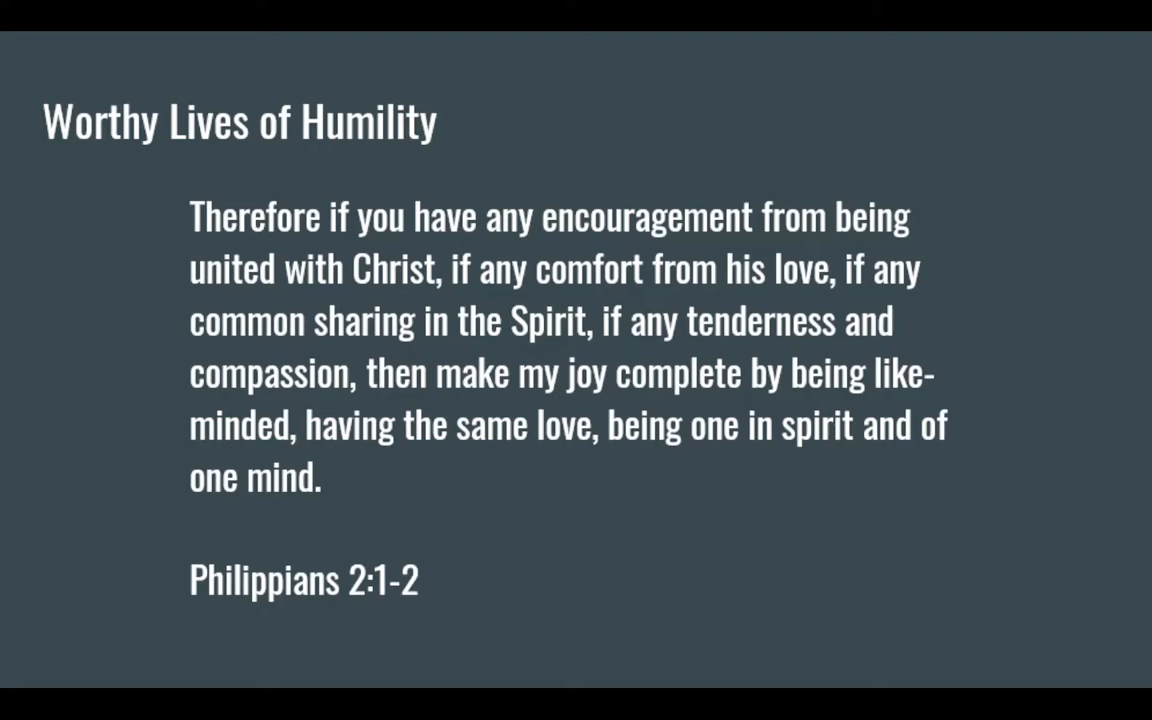 Worthy Lives of Humility
Therefore if you have any encouragement from being
united with Christ, if any comfort from his love, if any
common sharing in the Spirit, if any tenderness and
compassion, then make my joy complete by being like-
minded, having the same love, being one in spirit and of
one mind.
Philippians 2:1-2